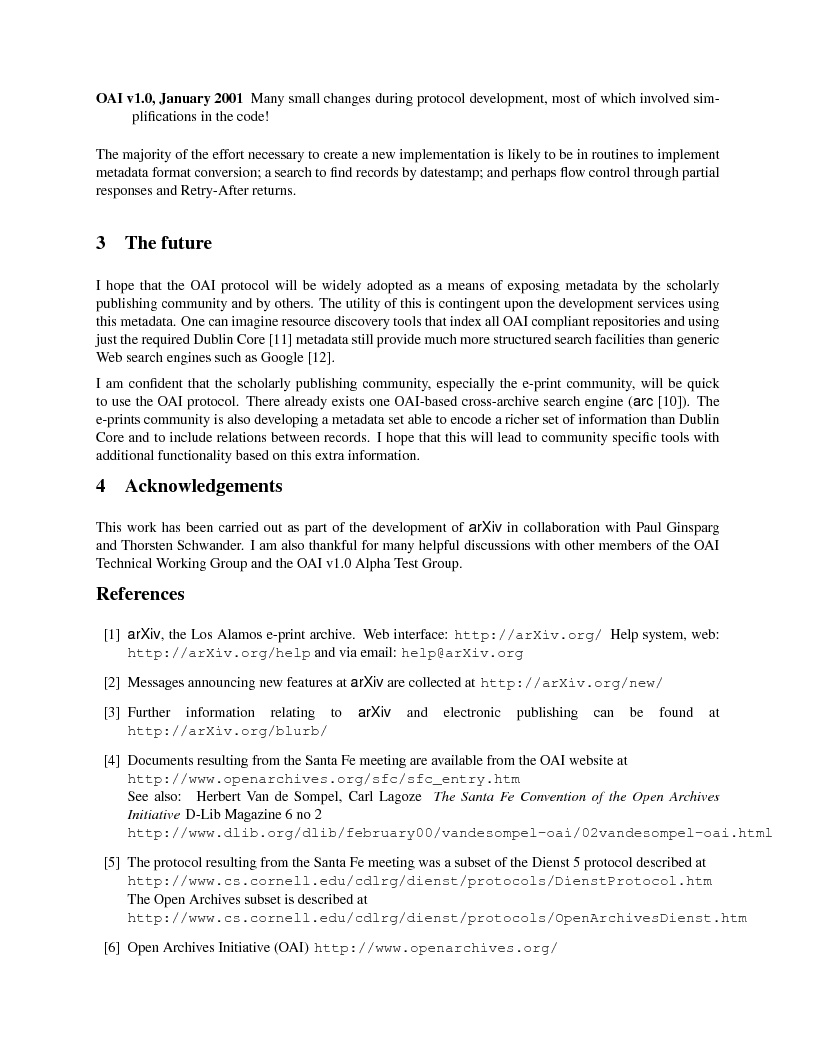 OAI v1.0, January 2001 Many small changes during protocol development, most of which involved sim-
plifications in the code!
The majority of the effort necessary to create a new implementation is likely to be in routines to implement
metadata format conversion; a search to find records by datestamp; and perhaps flow control through partial
responses and Retry-After returns.
3 The future
I hope that the OAI protocol will be widely adopted as a means of exposing metadata by the scholarly
publishing community and by others. The utility of this is contingent upon the development services using
this metadata. One can imagine resource discovery tools that index all OAI compliant repositories and using
just the required Dublin Core [11] metadata still provide much more structured search facilities than generic
Web search engines such as Google [12].
I am confident that the scholarly publishing community, especially the e-print community, will be quick
to use the OAI protocol. There already exists one OAI-based cross-archive search engine (arc [10]). The
e-prints community is also developing a metadata set able to encode a richer set of information than Dublin
Core and to include relations between records. I hope that this will lead to community specific tools with
additional functionality based on this extra information.
4 Acknowledgements
This work has been carried out as part of the development of arXiv in collaboration with Paul Ginsparg
and Thorsten Schwander. I am also thankful for many helpful discussions with other members of the OAI
Technical Working Group and the OAI v1.0 Alpha Test Group.
References
[1] arXiv, the Los Alamos e-print archive. Web interface: http://arXiv.org/ Help system, web:
http://arXiv.org/help and via email: help@arXiv.org
[2] Messages announcing new features at arXiv are collected at http://arXiv.org/new/
[3] Further information relating to arXiv and electronic publishing can be found at
http://arXiv.org/blurb/
[4] Documents resulting from the Santa Fe meeting are available from the OAI website at
http://www.openarchives.org/sfc/sfc_entry.htm
See also: Herbert Van de Sompel, Carl Lagoze The Santa Fe Convention of the Open Archives
Initiative D-Lib Magazine 6 no 2
http://www.dlib.org/dlib/february00/vandesompel-oai/02vandesompel-oai.html
[5] The protocol resulting from the Santa Fe meeting was a subset of the Dienst 5 protocol described at
http://www.cs.cornell.edu/cdlrg/dienst/protocols/DienstProtocol.htm
The Open Archives subset is described at
http://www.cs.cornell.edu/cdlrg/dienst/protocols/OpenArchivesDienst.htm
[6] Open Archives Initiative (OAI) http://www.openarchives.org/